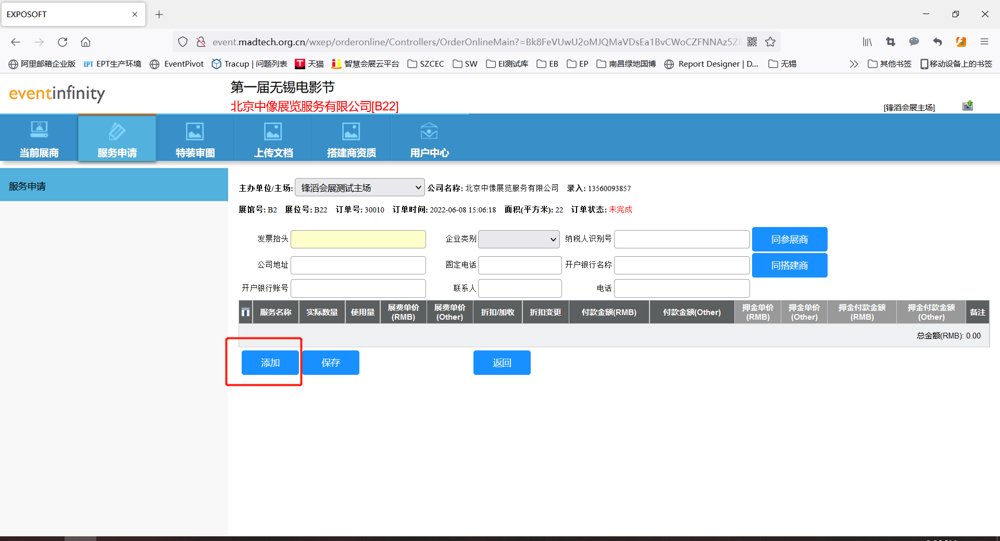 EXPOSOFT
event.madtech.org.cn/wxep/orderonline/Controllers/OrderOnlineMain?=Bk8FeVUwU2oMJQMaVDsEa1BvCWoCZFNNAz5ZF
阿里邮箱企业版 EPT EPT生产环境 EventPivot Tracup | 问题列表 T 天猫 智慧会展云平台 SZCEC SW EI测试库 EB EP 南昌绿地国博 Report Designer | D... 无锡 其他书签 移动设备上的书签
eventinfinity
第一届无锡电影节
北京中像展览服务有限公司[B22]
[锋滔会展主场]
当前展商 服务申请 特装审图 上传文档 搭建商资质 用户中心
服务申请
主办单位/主场: 锋滔会展测试主场 公司名称: 北京中像展览服务有限公司 录入: 13560093857
展馆号: B2 展位号: B22 订单号: 30010 订单时间: 2022-06-08 15:06:18 面积(平方米): 22 订单状态: 未完成
发票抬头 企业类别 纳税人识别号 同参展商
公司地址 固定电话 开户银行名称 同搭建商
开户银行账号 联系人 电话
服务名称 实际数量 使用量 展费单价(RMB) 展费单价(Other) 折扣/加收 折扣变更 付款金额(RMB) 付款金额(Other) 押金单价(RMB) 押金单价(Other) 押金付款金额(RMB) 押金付款金额(Other) 备注
总金额(RMB): 0.00
添加 保存 返回